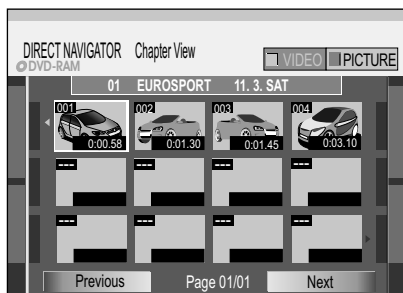 DIRECT NAVIGATOR Chapter View
VIDEO PICTURE
DVD-RAM
01 EUROSPORT 11. 3. SAT
001 002 003 004
0:00.58 0:01.30 0:01.45 0:03.10
--- --- --- ---
--- --- --- ---
Previous Page 01/01 Next